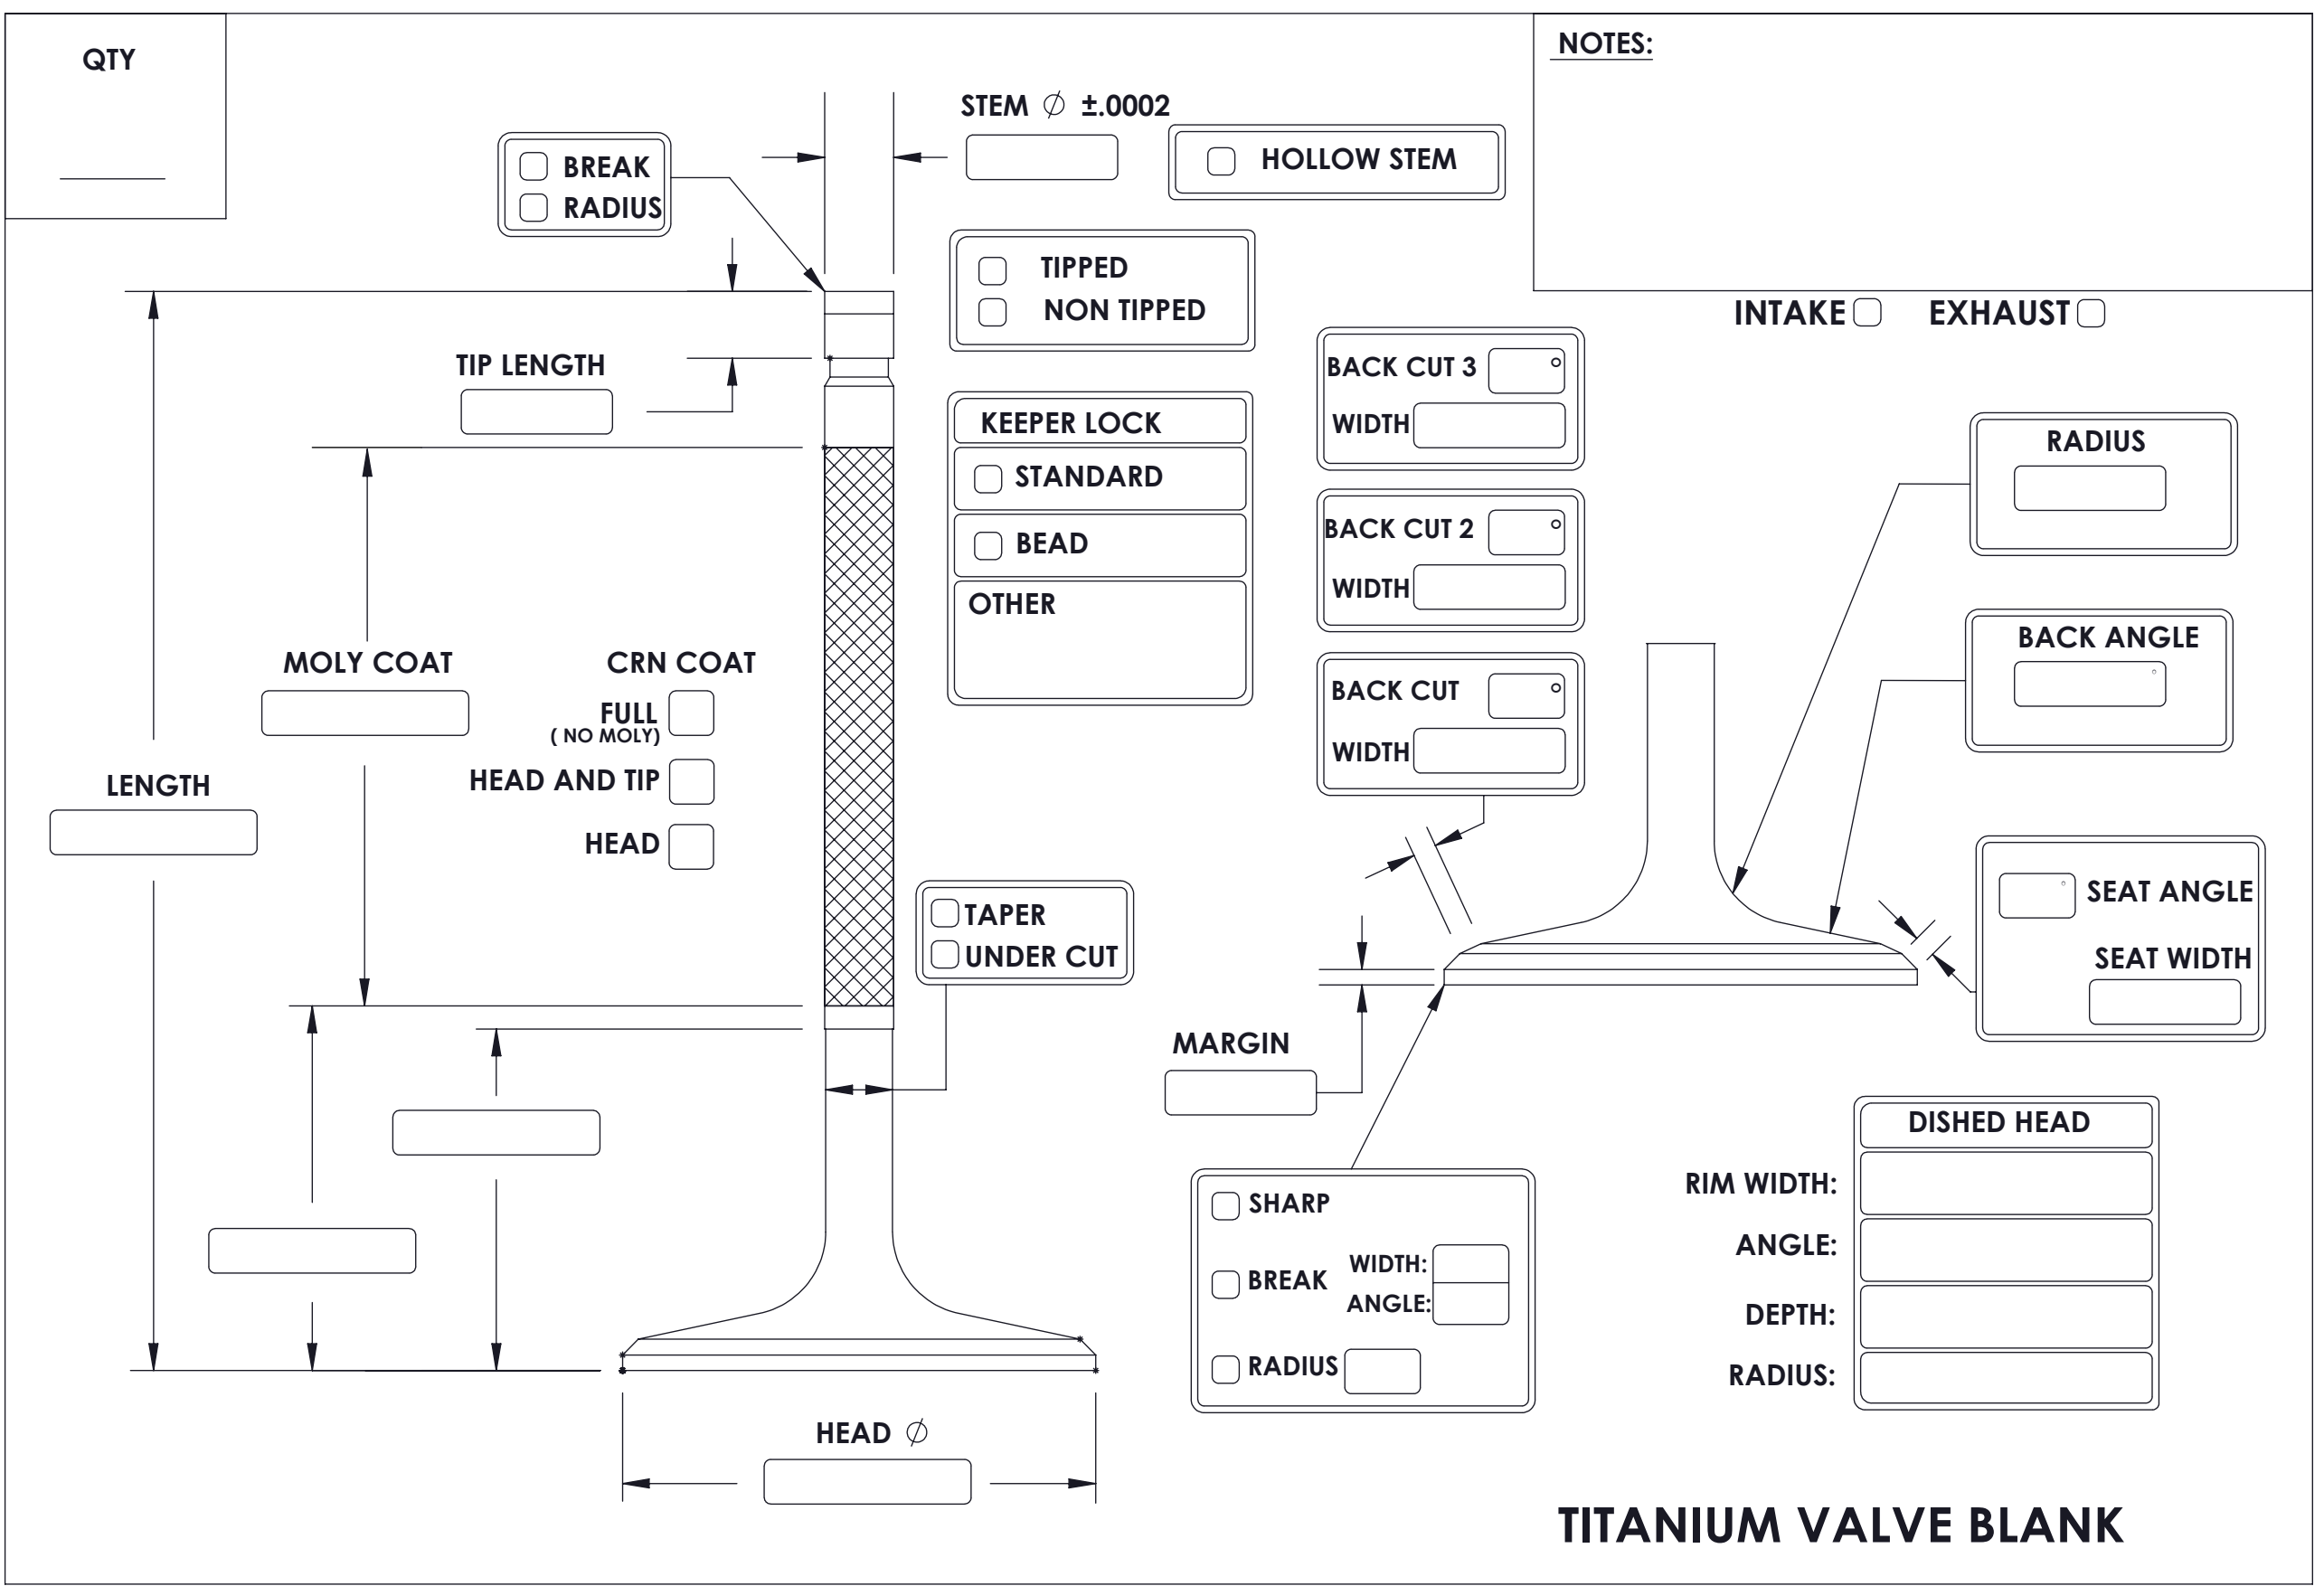 QTY
NOTES:
STEM ∅ ±.0002
BREAK
RADIUS
HOLLOW STEM
TIPPED
NON TIPPED
INTAKE
EXHAUST
TIP LENGTH
BACK CUT 3 °
WIDTH
KEEPER LOCK
STANDARD
BEAD
OTHER
BACK CUT 2 °
WIDTH
BACK CUT °
WIDTH
RADIUS
BACK ANGLE
°
MOLY COAT
CRN COAT
FULL
( NO MOLY)
HEAD AND TIP
HEAD
LENGTH
TAPER
UNDER CUT
° SEAT ANGLE
SEAT WIDTH
MARGIN
SHARP
BREAK
WIDTH:
ANGLE:
RADIUS
DISHED HEAD
RIM WIDTH:
ANGLE:
DEPTH:
RADIUS:
HEAD ∅
TITANIUM VALVE BLANK